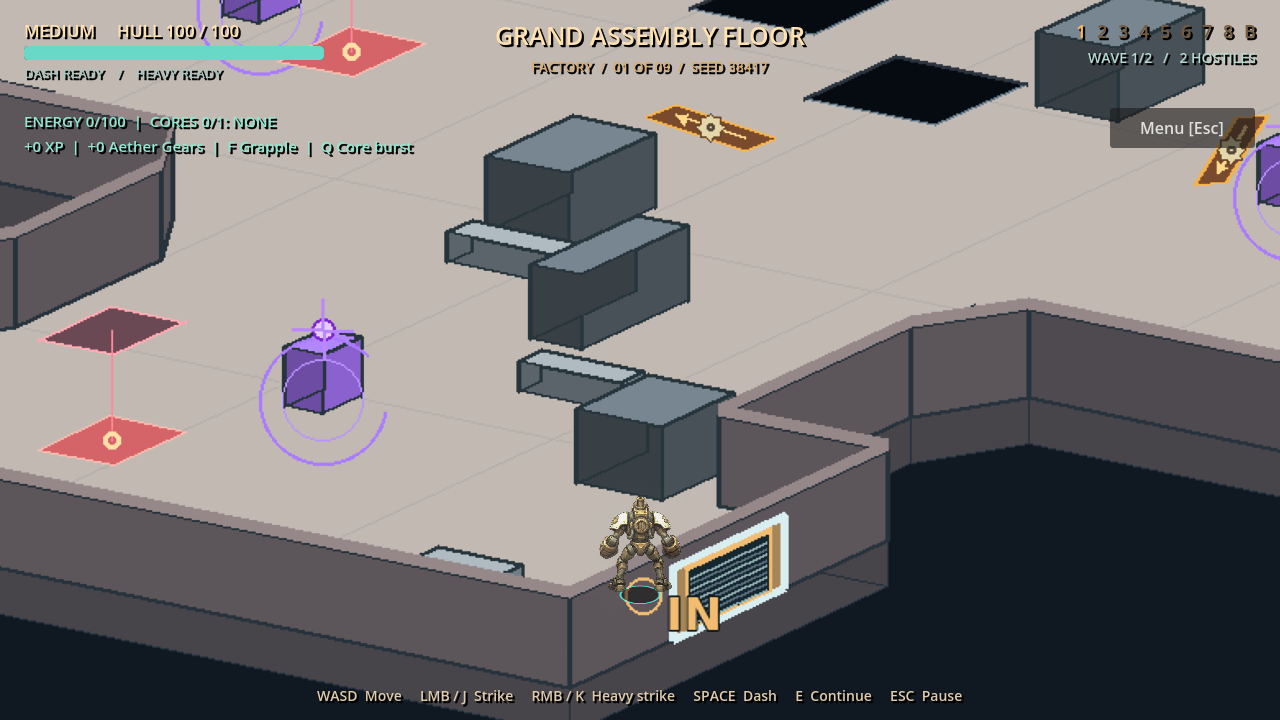 MEDIUM HULL 100 / 100
DASH READY / HEAVY READY
ENERGY 0/100 | CORES 0/1: NONE
+0 XP | +0 Aether Gears | F Grapple | Q Core burst
GRAND ASSEMBLY FLOOR
FACTORY / 01 OF 09 / SEED 38417
1 2 3 4 5 6 7 8 B
WAVE 1/2 / 2 HOSTILES
Menu [Esc]
IN
WASD Move LMB / J Strike RMB / K Heavy strike SPACE Dash E Continue ESC Pause